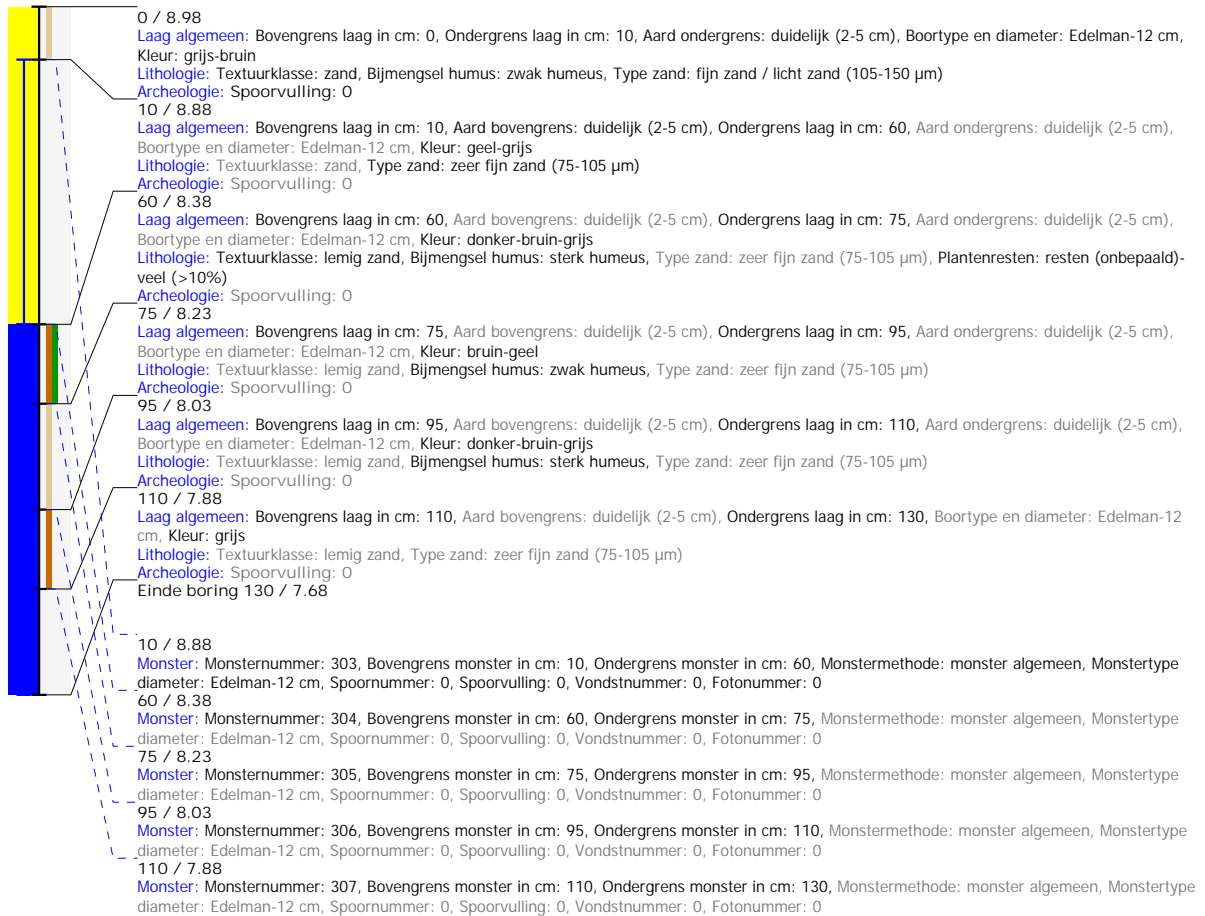 0 / 8.98
Laag algemeen: Bovengrens laag in cm: 0, Ondergrens laag in cm: 10, Aard ondergrens: duidelijk (2-5 cm), Boortype en diameter: Edelman-12 cm,
Kleur: grijs-bruin
Lithologie: Textuurklasse: zand, Bijmengsel humus: zwak humeus, Type zand: fijn zand / licht zand (105-150 µm)
Archeologie: Spoorvulling: 0
10 / 8.88
Laag algemeen: Bovengrens laag in cm: 10, Aard bovengrens: duidelijk (2-5 cm), Ondergrens laag in cm: 60, Aard ondergrens: duidelijk (2-5 cm),
Boortype en diameter: Edelman-12 cm, Kleur: geel-grijs
Lithologie: Textuurklasse: zand, Type zand: zeer fijn zand (75-105 µm)
Archeologie: Spoorvulling: 0
60 / 8.38
Laag algemeen: Bovengrens laag in cm: 60, Aard bovengrens: duidelijk (2-5 cm), Ondergrens laag in cm: 75, Aard ondergrens: duidelijk (2-5 cm),
Boortype en diameter: Edelman-12 cm, Kleur: donker-bruin-grijs
Lithologie: Textuurklasse: lemig zand, Bijmengsel humus: sterk humeus, Type zand: zeer fijn zand (75-105 µm), Plantenresten: resten (onbepaald)-
veel (>10%)
Archeologie: Spoorvulling: 0
75 / 8.23
Laag algemeen: Bovengrens laag in cm: 75, Aard bovengrens: duidelijk (2-5 cm), Ondergrens laag in cm: 95, Aard ondergrens: duidelijk (2-5 cm),
Boortype en diameter: Edelman-12 cm, Kleur: bruin-geel
Lithologie: Textuurklasse: lemig zand, Bijmengsel humus: zwak humeus, Type zand: zeer fijn zand (75-105 µm)
Archeologie: Spoorvulling: 0
95 / 8.03
Laag algemeen: Bovengrens laag in cm: 95, Aard bovengrens: duidelijk (2-5 cm), Ondergrens laag in cm: 110, Aard ondergrens: duidelijk (2-5 cm),
Boortype en diameter: Edelman-12 cm, Kleur: donker-bruin-grijs
Lithologie: Textuurklasse: lemig zand, Bijmengsel humus: sterk humeus, Type zand: zeer fijn zand (75-105 µm)
Archeologie: Spoorvulling: 0
110 / 7.88
Laag algemeen: Bovengrens laag in cm: 110, Aard bovengrens: duidelijk (2-5 cm), Ondergrens laag in cm: 130, Boortype en diameter: Edelman-12
cm, Kleur: grijs
Lithologie: Textuurklasse: lemig zand, Type zand: zeer fijn zand (75-105 µm)
Archeologie: Spoorvulling: 0
Einde boring 130 / 7.68
10 / 8.88
Monster: Monsternummer: 303, Bovengrens monster in cm: 10, Ondergrens monster in cm: 60, Monstermethode: monster algemeen, Monstertype
diameter: Edelman-12 cm, Spoornummer: 0, Spoorvulling: 0, Vondstnummer: 0, Fotonummer: 0
60 / 8.38
Monster: Monsternummer: 304, Bovengrens monster in cm: 60, Ondergrens monster in cm: 75, Monstermethode: monster algemeen, Monstertype
diameter: Edelman-12 cm, Spoornummer: 0, Spoorvulling: 0, Vondstnummer: 0, Fotonummer: 0
75 / 8.23
Monster: Monsternummer: 305, Bovengrens monster in cm: 75, Ondergrens monster in cm: 95, Monstermethode: monster algemeen, Monstertype
diameter: Edelman-12 cm, Spoornummer: 0, Spoorvulling: 0, Vondstnummer: 0, Fotonummer: 0
95 / 8.03
Monster: Monsternummer: 306, Bovengrens monster in cm: 95, Ondergrens monster in cm: 110, Monstermethode: monster algemeen, Monstertype
diameter: Edelman-12 cm, Spoornummer: 0, Spoorvulling: 0, Vondstnummer: 0, Fotonummer: 0
110 / 7.88
Monster: Monsternummer: 307, Bovengrens monster in cm: 110, Ondergrens monster in cm: 130, Monstermethode: monster algemeen, Monstertype
diameter: Edelman-12 cm, Spoornummer: 0, Spoorvulling: 0, Vondstnummer: 0, Fotonummer: 0